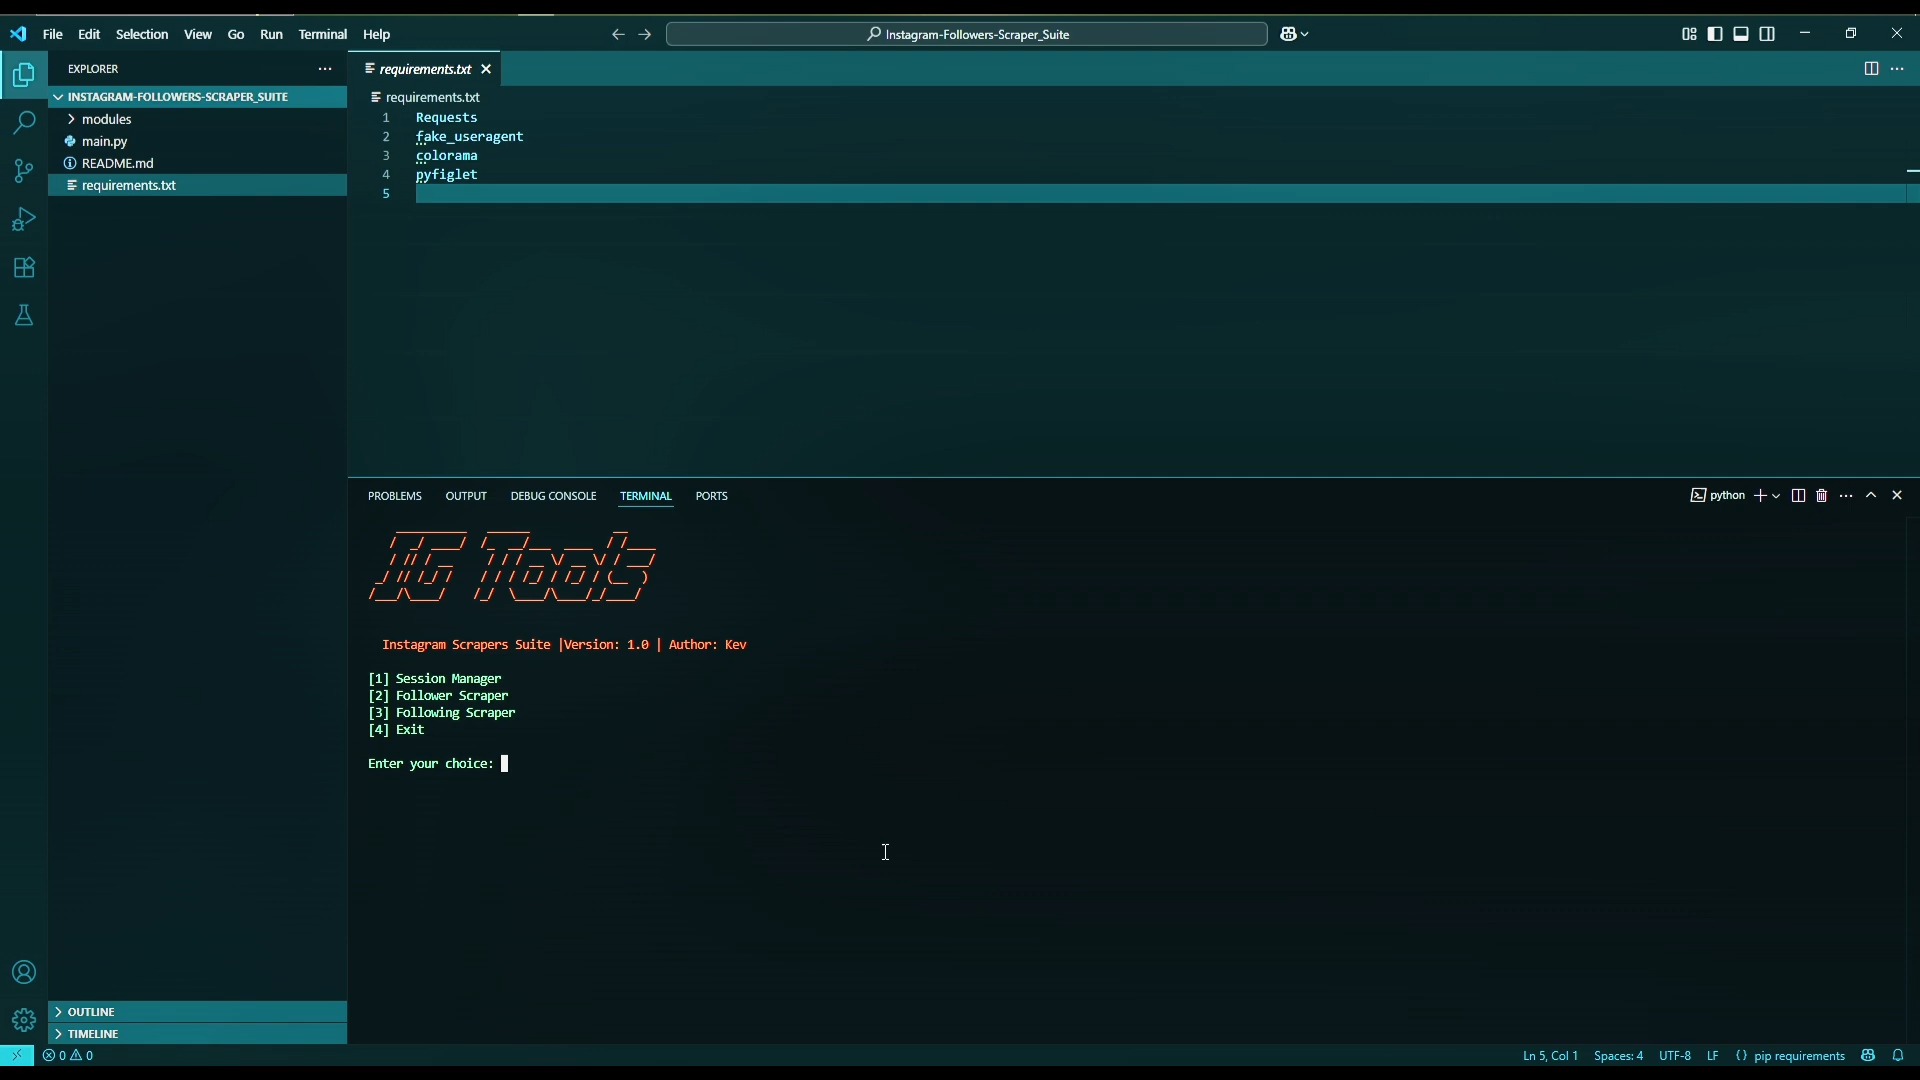 File Edit Selection View Go Run Terminal Help
Instagram-Followers-Scraper_Suite
EXPLORER
INSTAGRAM-FOLLOWERS-SCRAPER_SUITE
modules
main.py
README.md
requirements.txt
OUTLINE
TIMELINE
requirements.txt
requirements.txt
1 Requests
2 fake_useragent
3 colorama
4 pyfiglet
5
PROBLEMS OUTPUT DEBUG CONSOLE TERMINAL PORTS
python
IG Tools
Instagram Scrapers Suite |Version: 1.0 | Author: Kev
[1] Session Manager
[2] Follower Scraper
[3] Following Scraper
[4] Exit
Enter your choice:
0 0
Ln 5, Col 1 Spaces: 4 UTF-8 LF {} pip requirements